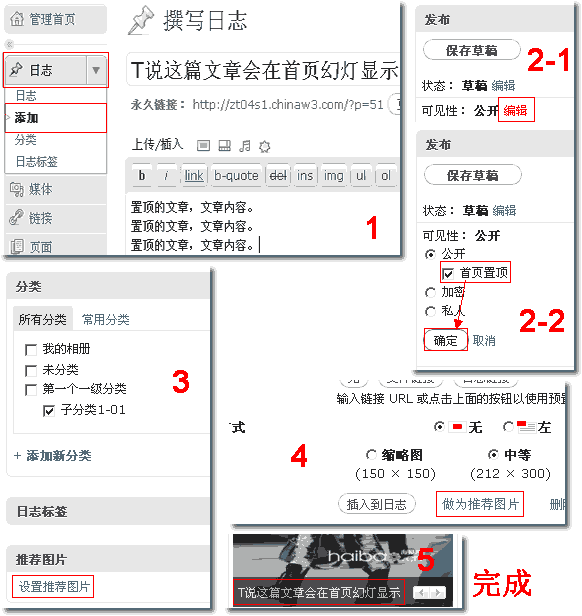 管理首页
撰写日志
日志
T说这篇文章会在首页幻灯显示
日志
永久链接： http://zt04s1.chinaw3.com/?p=51
添加
分类
上传/插入
日志标签
b i link b-quote del ins img ul ol
媒体
链接
页面
置顶的文章，文章内容。
置顶的文章，文章内容。
置顶的文章，文章内容。
1
发布
保存草稿
2-1
状态： 草稿 编辑
可见性： 公开 编辑
发布
保存草稿
状态： 草稿 编辑
可见性： 公开
公开
首页置顶
加密
私人
2-2
确定 取消
分类
所有分类 常用分类
我的相册
未分类
第一个一级分类
子分类1-01
3
+ 添加新分类
日志标签
推荐图片
设置推荐图片
输入链接 URL 或点击上面的按钮以使用预置
式
无 左
4
缩略图 中等
(150 × 150) (212 × 300)
插入到日志 做为推荐图片
haiba
5
T说这篇文章会在首页幻灯显示
完成